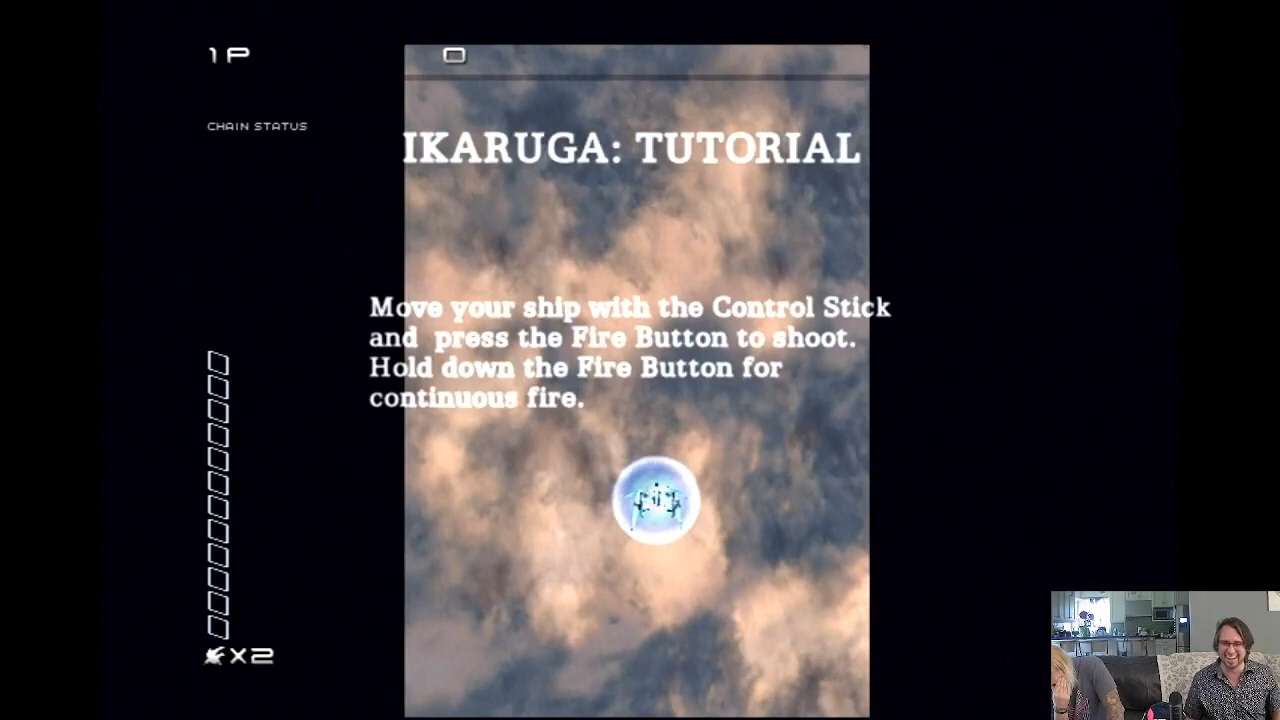 1P
CHAIN STATUS
IKARUGA: TUTORIAL
Move your ship with the Control Stick
and press the Fire Button to shoot.
Hold down the Fire Button for
continuous fire.
X2